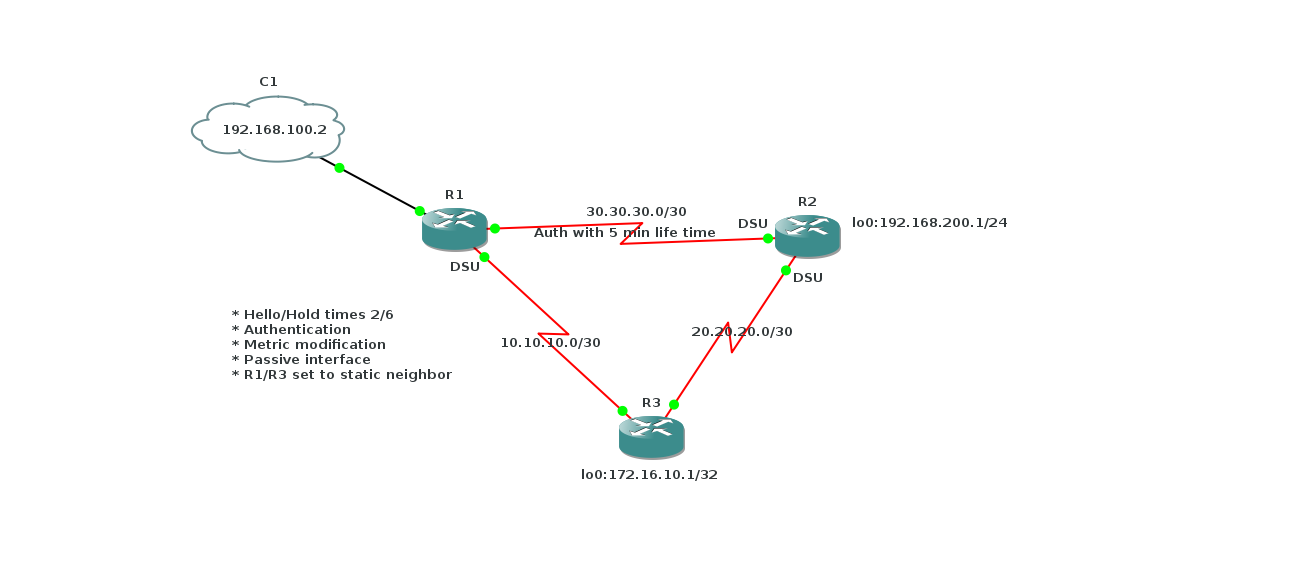 C1
192.168.100.2
R1
R2
30.30.30.0/30
DSU
lo0:192.168.200.1/24
Auth with 5 min life time
DSU
DSU
* Hello/Hold times 2/6
* Authentication
* Metric modification
* Passive interface
* R1/R3 set to static neighbor
20.20.20.0/30
10.10.10.0/30
R3
lo0:172.16.10.1/32